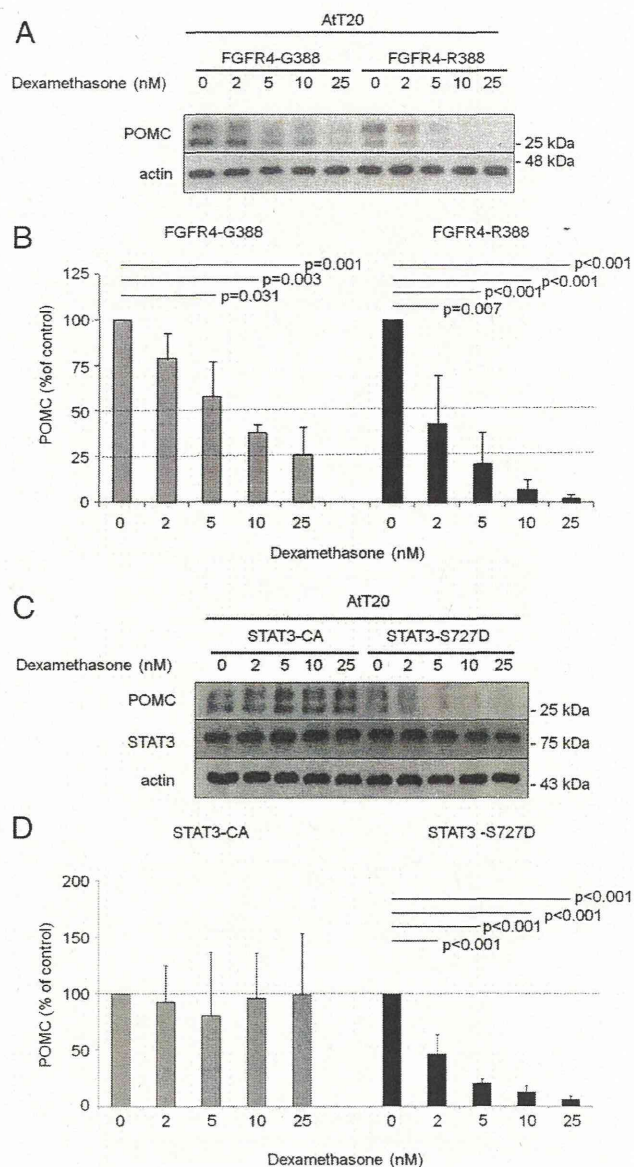 A
AtT20
FGFR4-G388 FGFR4-R388
Dexamethasone (nM) 0 2 5 10 25 0 2 5 10 25
POMC
- 25 kDa
- 48 kDa
actin
B
FGFR4-G388 FGFR4-R388
p=0.001 p<0.001
p=0.003 p<0.001
p=0.031 p<0.001
p=0.007
125
100
75
50
25
0
POMC (%of control)
0 2 5 10 25 0 2 5 10 25
Dexamethasone (nM)
C
AtT20
STAT3-CA STAT3-S727D
Dexamethasone (nM) 0 2 5 10 25 0 2 5 10 25
POMC
- 25 kDa
STAT3 - 75 kDa
actin - 43 kDa
D
STAT3-CA STAT3 -S727D
p<0.001
p<0.001
p<0.001
p<0.001
200
150
100
50
0
POMC (% of control)
0 2 5 10 25 0 2 5 10 25
Dexamethasone (nM)